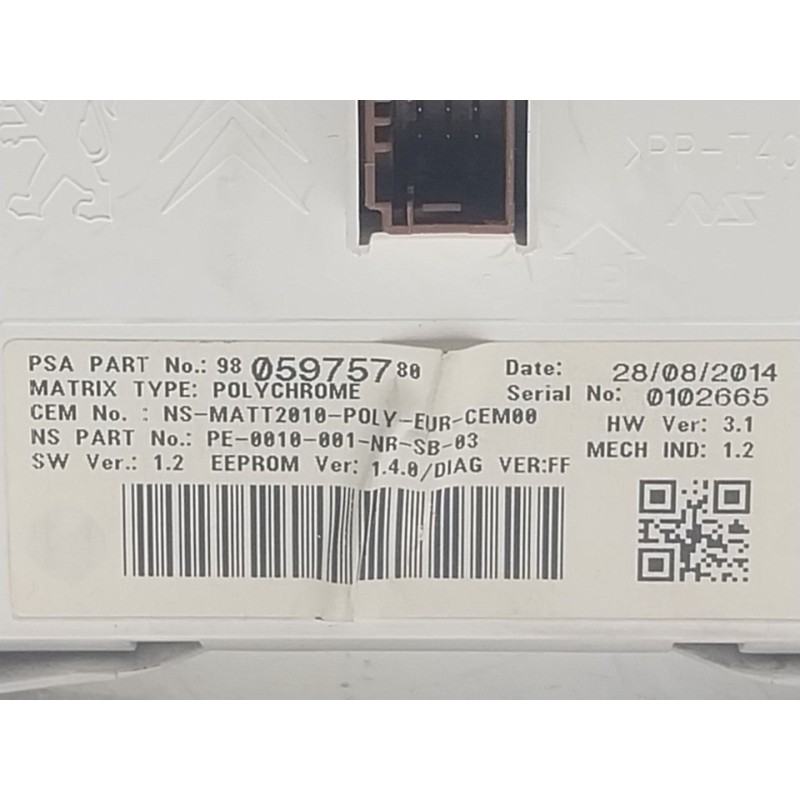 >PP-T40
PSA PART No.: 98 059757 80
MATRIX TYPE: POLYCHROME
CEM No. : NS-MATT2010-POLY-EUR-CEM00
NS PART No.: PE-0010-001-NR-SB-03
SW Ver.: 1.2 EEPROM Ver: 1.4.0/DIAG VER:FF
Date: 28/08/2014
Serial No: 0102665
HW Ver: 3.1
MECH IND: 1.2